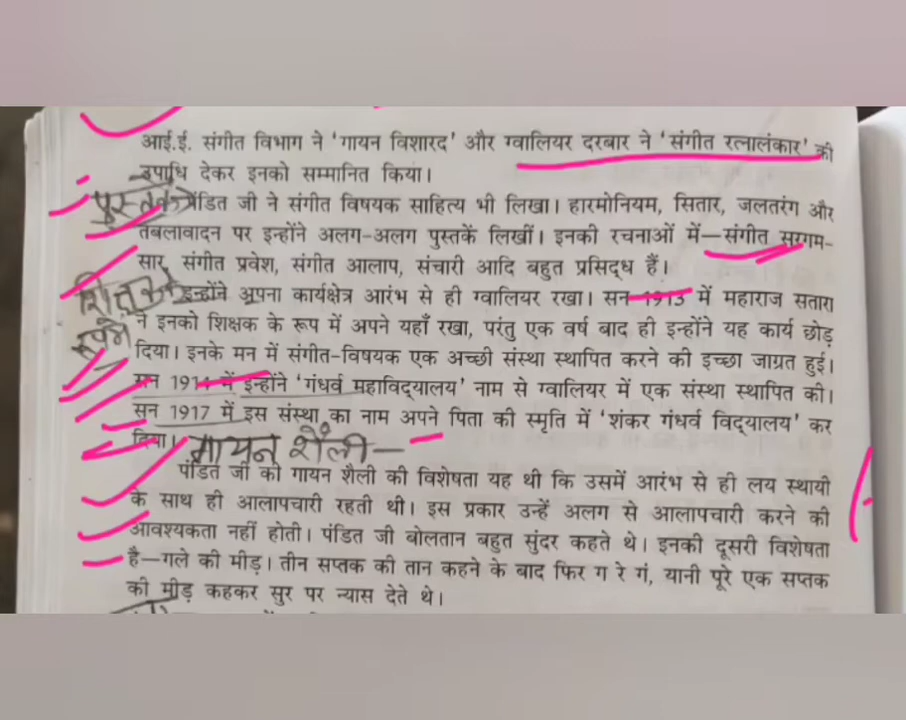 आई.ई. संगीत विभाग ने 'गायन विशारद' और ग्वालियर दरबार ने 'संगीत रत्नालंकार' की
उपाधि देकर इनको सम्मानित किया।
पुस्तकें
पंडित जी ने संगीत विषयक साहित्य भी लिखा। हारमोनियम, सितार, जलतरंग और
तबलावादन पर इन्होंने अलग-अलग पुस्तकें लिखीं। इनकी रचनाओं में—संगीत सरगम-
सार, संगीत प्रवेश, संगीत आलाप, संचारी आदि बहुत प्रसिद्ध हैं।
शिक्षक के
रूप में
इन्होंने अपना कार्यक्षेत्र आरंभ से ही ग्वालियर रखा। सन 1913 में महाराज सतारा
ने इनको शिक्षक के रूप में अपने यहाँ रखा, परंतु एक वर्ष बाद ही इन्होंने यह कार्य छोड़
दिया। इनके मन में संगीत-विषयक एक अच्छी संस्था स्थापित करने की इच्छा जाग्रत हुई।
सन 1914 में इन्होंने 'गंधर्व महाविद्यालय' नाम से ग्वालियर में एक संस्था स्थापित की।
सन 1917 में इस संस्था का नाम अपने पिता की स्मृति में 'शंकर गंधर्व विद्यालय' कर
दिया। गायन शैली—
पंडित जी की गायन शैली की विशेषता यह थी कि उसमें आरंभ से ही लय स्थायी
के साथ ही आलापचारी रहती थी। इस प्रकार उन्हें अलग से आलापचारी करने की
आवश्यकता नहीं होती। पंडित जी बोलतान बहुत सुंदर कहते थे। इनकी दूसरी विशेषता
है—गले की मीड़। तीन सप्तक की तान कहने के बाद फिर ग रे गं, यानी पूरे एक सप्तक
की मीड़ कहकर सुर पर न्यास देते थे।